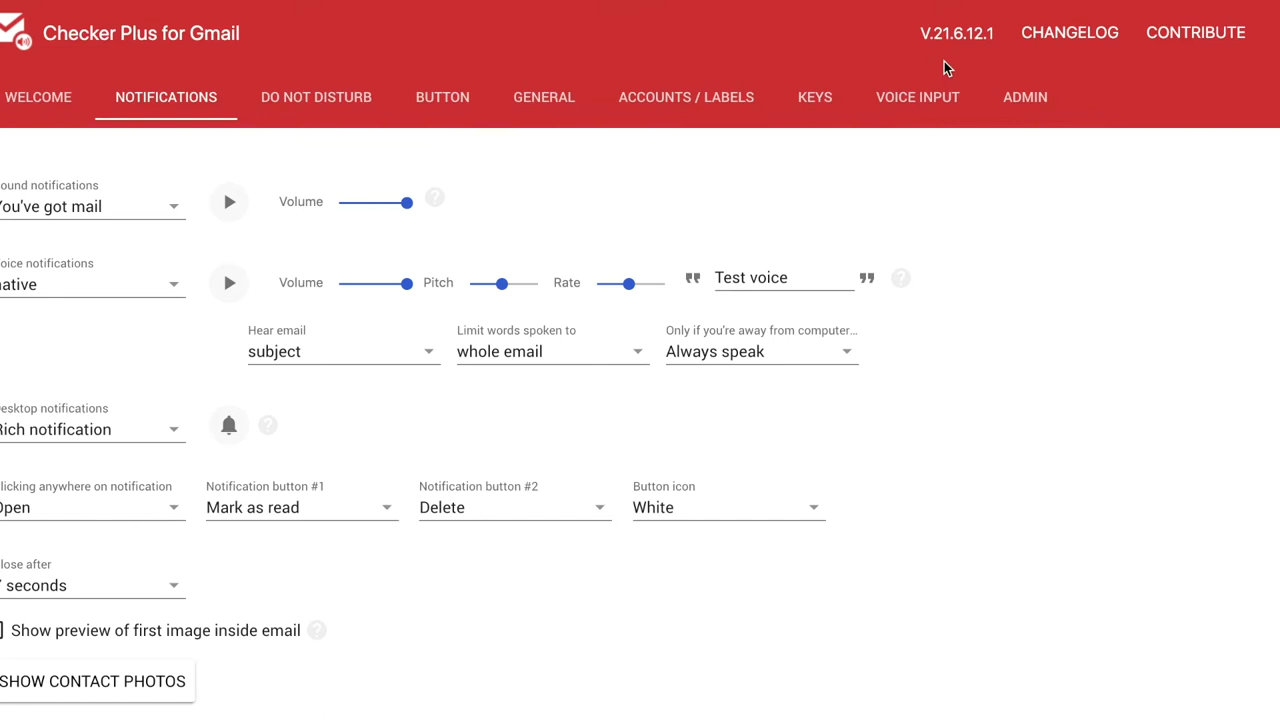 Checker Plus for Gmail V.21.6.12.1 CHANGELOG CONTRIBUTE
WELCOME NOTIFICATIONS DO NOT DISTURB BUTTON GENERAL ACCOUNTS / LABELS KEYS VOICE INPUT ADMIN
ound notifications
You've got mail
Volume
?
oice notifications
native
Volume Pitch Rate " Test voice " ?
Hear email Limit words spoken to Only if you're away from computer...
subject whole email Always speak
esktop notifications
Rich notification
?
licking anywhere on notification Notification button #1 Notification button #2 Button icon
Open Mark as read Delete White
lose after
7 seconds
Show preview of first image inside email ?
SHOW CONTACT PHOTOS